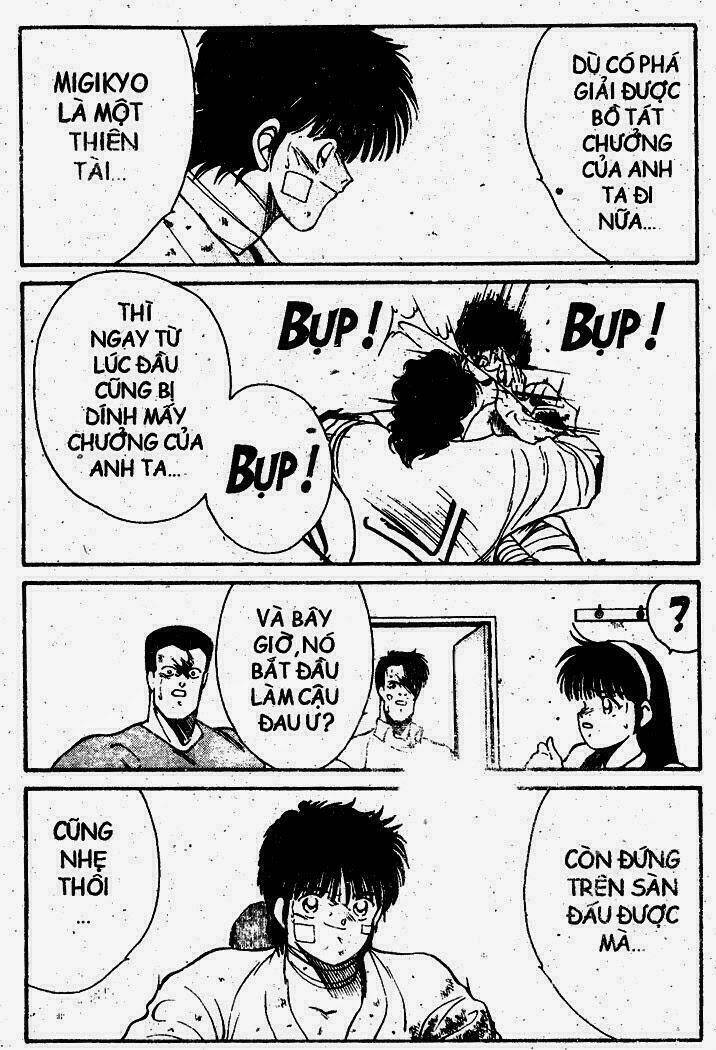 MIGIKYO
LÀ MỘT
THIÊN
TÀI...
DÙ CÓ PHÁ
GIẢI ĐƯỢC
BỒ TÁT
CHƯỞNG
CỦA ANH
TA ĐI
NỮA...
THÌ
NGAY TỪ
LÚC ĐẦU
CŨNG BỊ
DÍNH MẤY
CHƯỞNG CỦA
ANH TA...
BỤP!
BỤP!
BỤP!
VÀ BÂY
GIỜ, NÓ
BẮT ĐẦU
LÀM CẬU
ĐAU Ư?
?
CŨNG
NHẸ
THÔI
...
CÒN ĐỨNG
TRÊN SÀN
ĐẤU ĐƯỢC
MÀ...